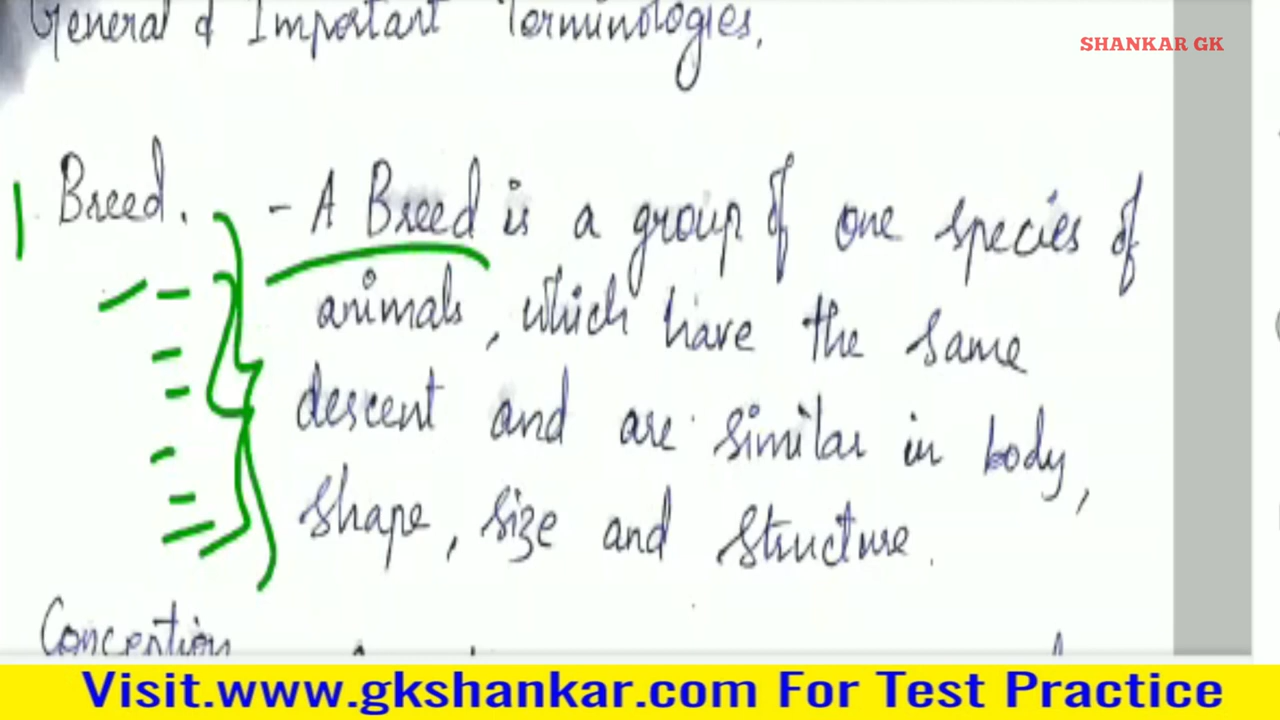 General & Important Terminologies.
SHANKAR GK
1 Breed. - A Breed is a group of one species of
animals, which have the same
descent and are similar in body,
shape, size and structure.
Conception
Visit.www.gkshankar.com For Test Practice